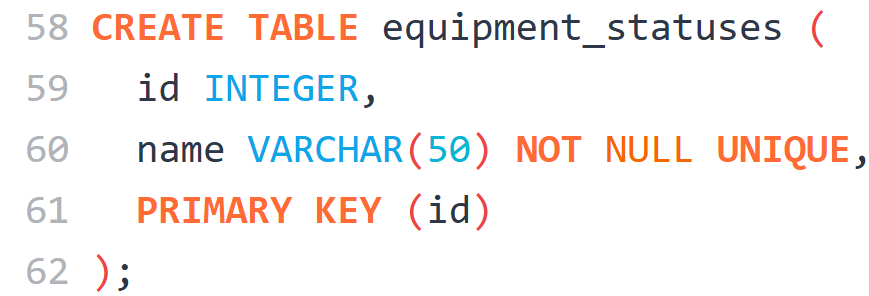 58 CREATE TABLE equipment_statuses (
59   id INTEGER,
60   name VARCHAR(50) NOT NULL UNIQUE,
61   PRIMARY KEY (id)
62 );